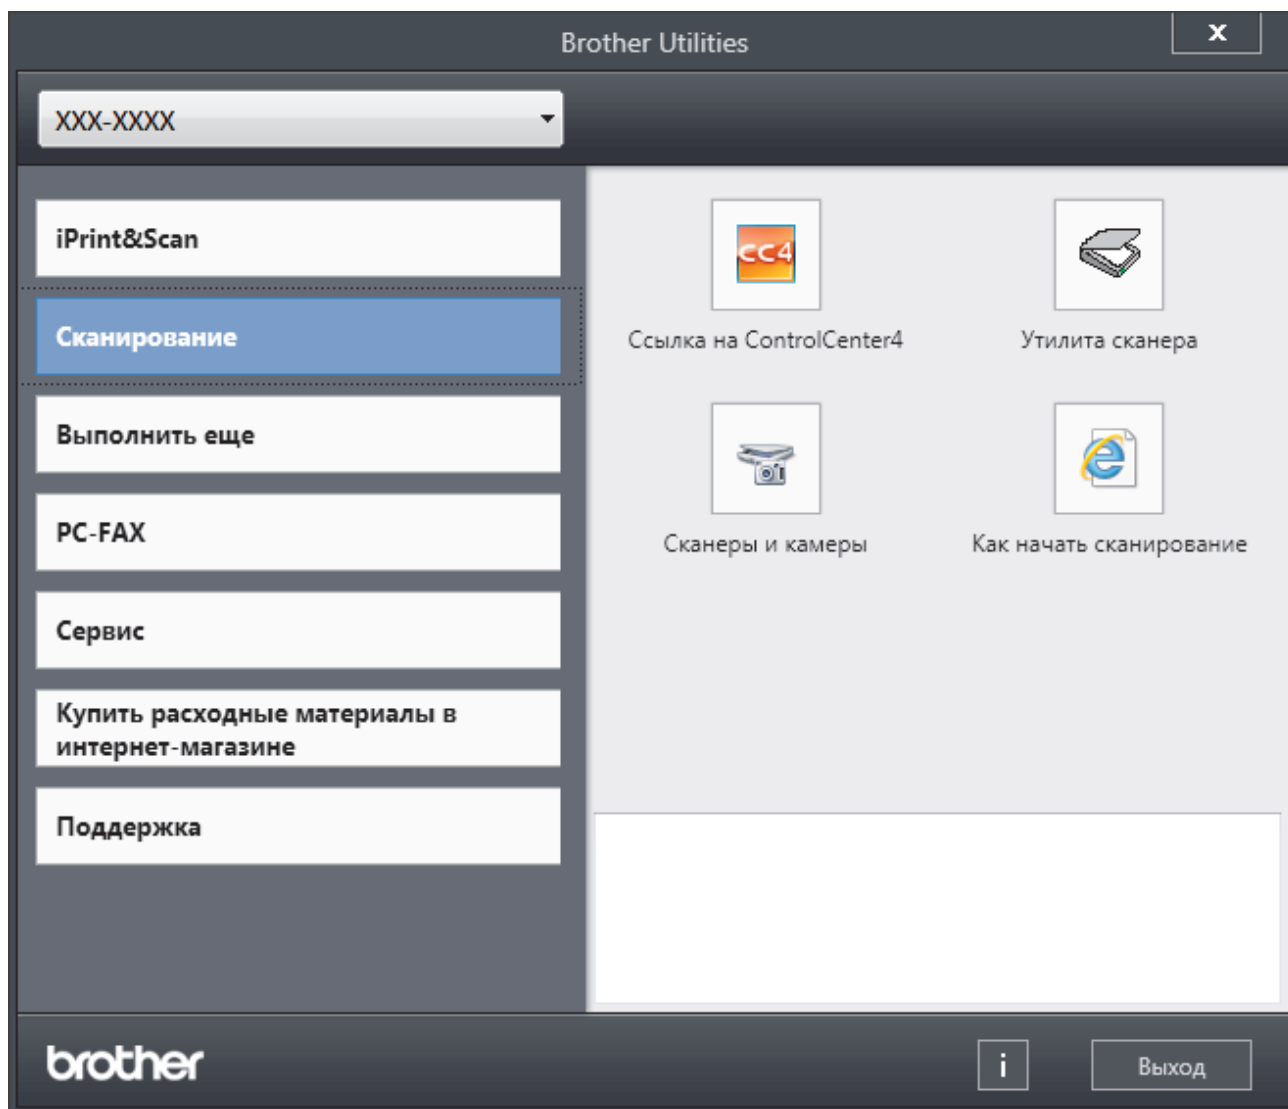 Brother Utilities
x
XXX-XXXX
iPrint&Scan
Сканирование
Выполнить еще
PC-FAX
Сервис
Купить расходные материалы в
интернет-магазине
Поддержка
CC4
Ссылка на ControlCenter4
Утилита сканера
Сканеры и камеры
Как начать сканирование
brother
i
Выход